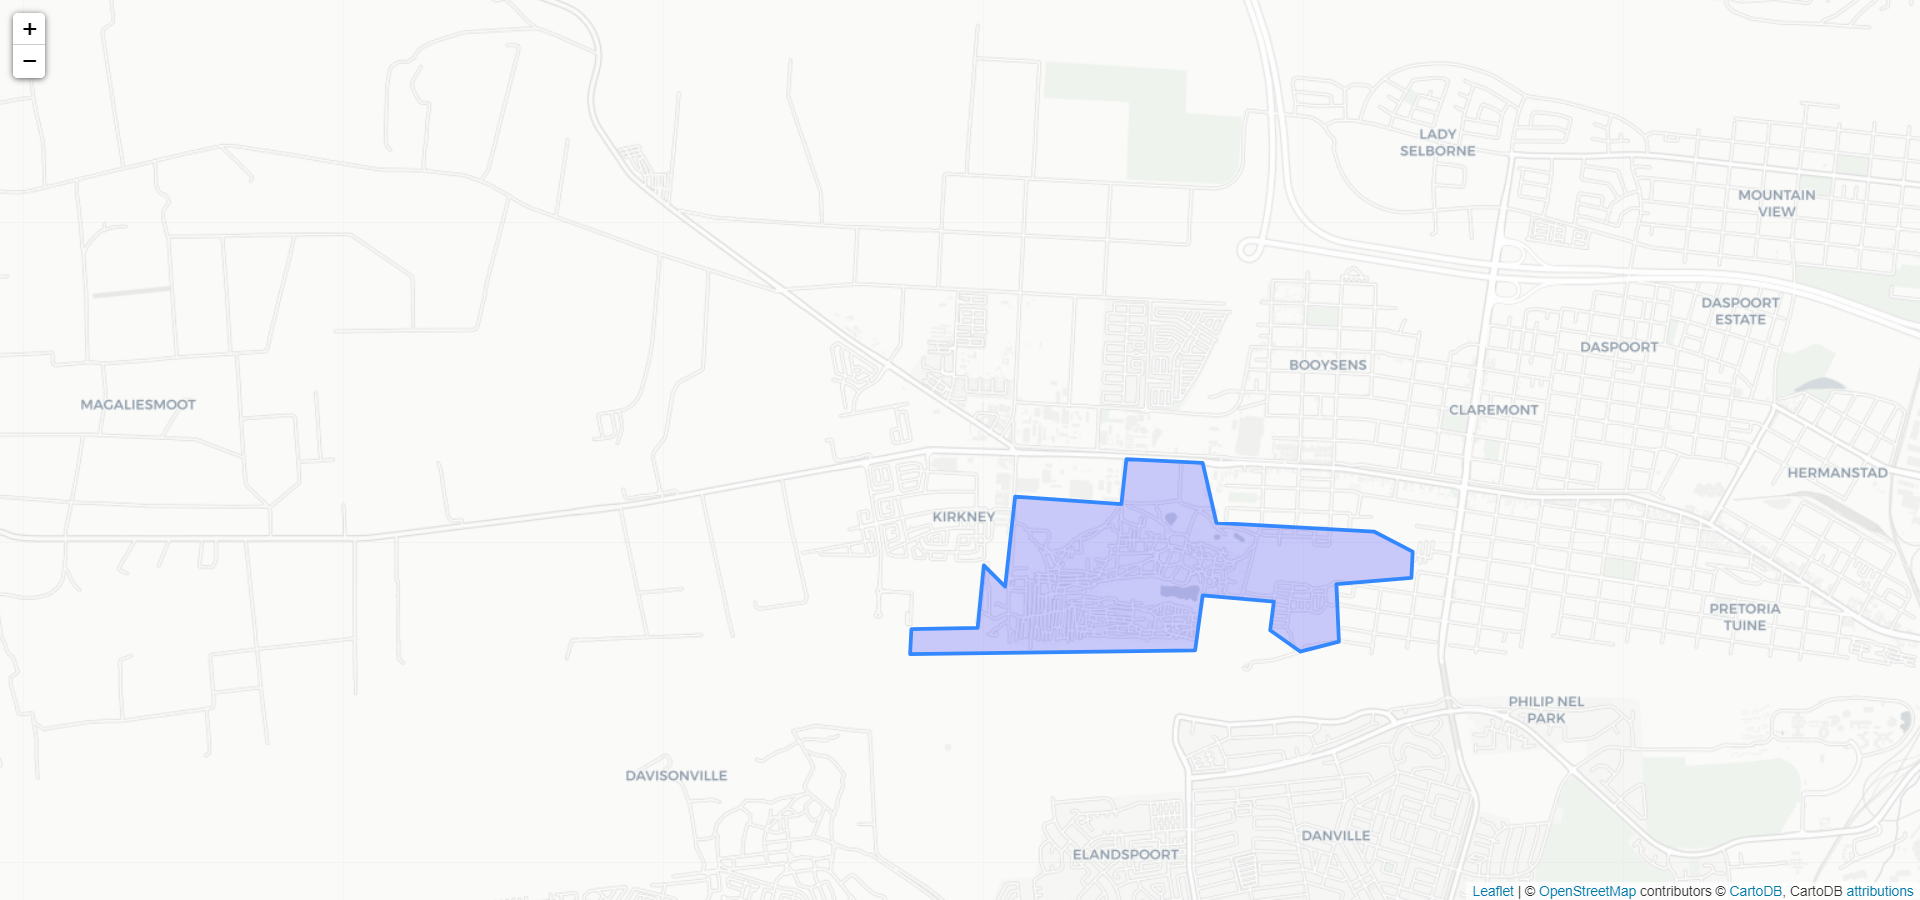 +
−
LADY
SELBORNE
MOUNTAIN
VIEW
DASPOORT
ESTATE
DASPOORT
BOOYSENS
MAGALIESMOOT
CLAREMONT
HERMANSTAD
KIRKNEY
PRETORIA
TUINE
PHILIP NEL
PARK
DAVISONVILLE
DANVILLE
ELANDSPOORT
Leaflet | © OpenStreetMap contributors © CartoDB, CartoDB attributions